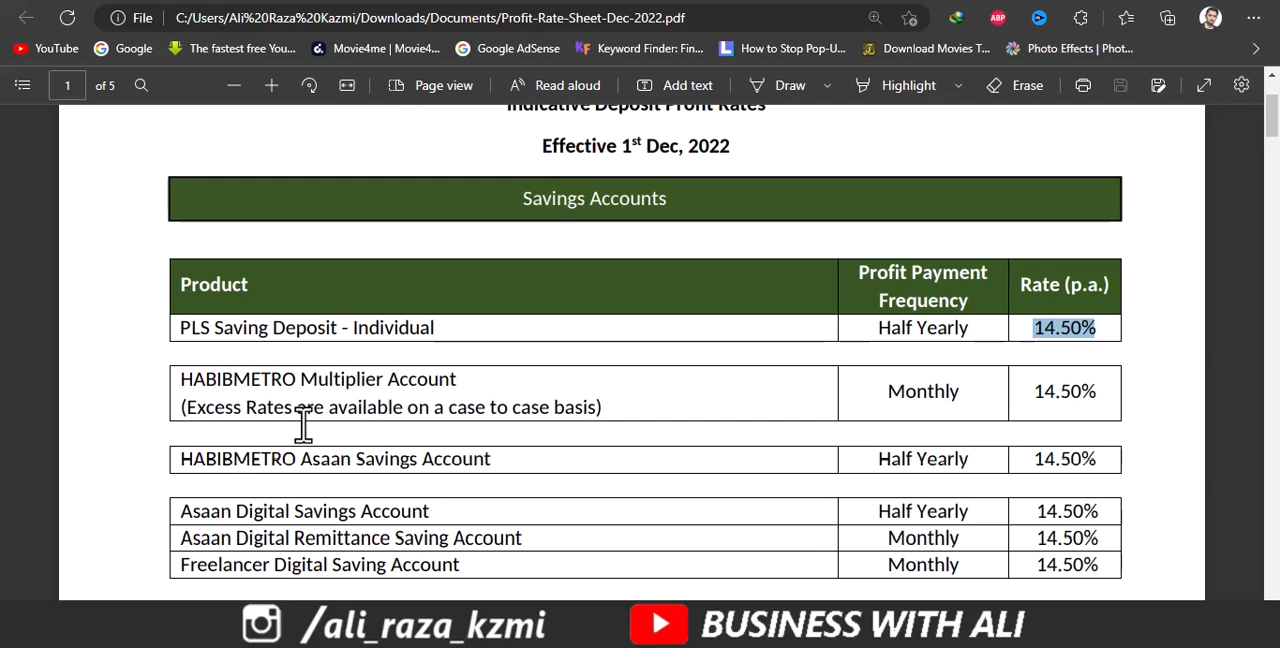 File C:/Users/Ali%20Raza%20Kazmi/Downloads/Documents/Profit-Rate-Sheet-Dec-2022.pdf ABP
YouTube Google The fastest free You... Movie4me | Movie4... Google AdSense KF Keyword Finder: Fin... L How to Stop Pop-U... Download Movies T... Photo Effects | Phot...
1 of 5 Page view Read aloud Add text Draw Highlight Erase
Indicative Deposit Profit Rates
Effective 1st Dec, 2022
Savings Accounts
Product Profit Payment Frequency Rate (p.a.)
PLS Saving Deposit - Individual Half Yearly 14.50%
HABIBMETRO Multiplier Account
(Excess Rates are available on a case to case basis) Monthly 14.50%
HABIBMETRO Asaan Savings Account Half Yearly 14.50%
Asaan Digital Savings Account Half Yearly 14.50%
Asaan Digital Remittance Saving Account Monthly 14.50%
Freelancer Digital Saving Account Monthly 14.50%
/ali_raza_kzmi BUSINESS WITH ALI